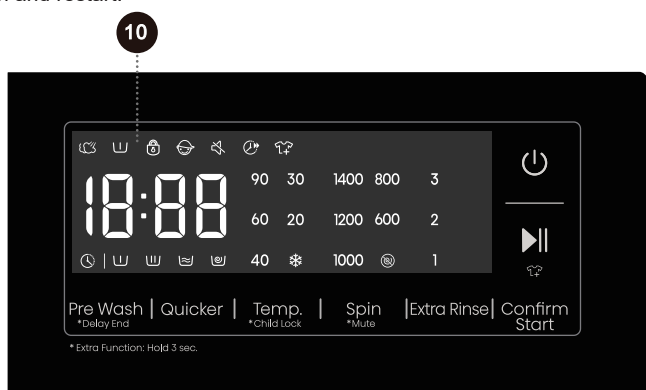 n and restart.
10
90 30 1400 800 3
18:88
60 20 1200 600 2
40 1000 1
Pre Wash | Quicker | Temp. | Spin | Extra Rinse | Confirm
*Delay End *Child Lock *Mute Start
* Extra Function: Hold 3 sec.